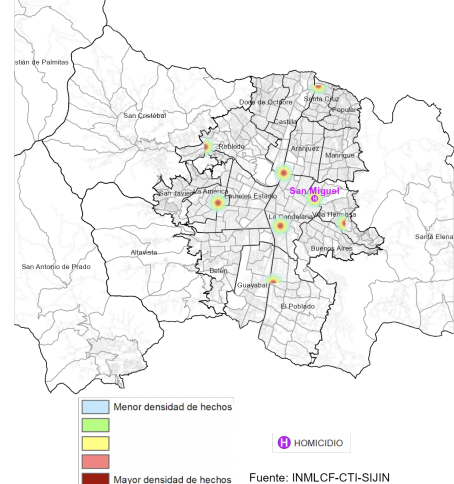 stián de Palmitas
Santa Cruz
Doce de Octubre
Popular
San Cristóbal
Castilla
Robledo
Aranjuez
Manrique
San Javier
La América
San Miguel
H
Laureles Estadio
La Candelaria
Villa Hermosa
Santa Elena
Buenos Aires
Altavista
San Antonio de Prado
Belén
Guayabal
El Poblado
Menor densidad de hechos
H HOMICIDIO
Mayor densidad de hechos
Fuente: INMLCF-CTI-SIJIN